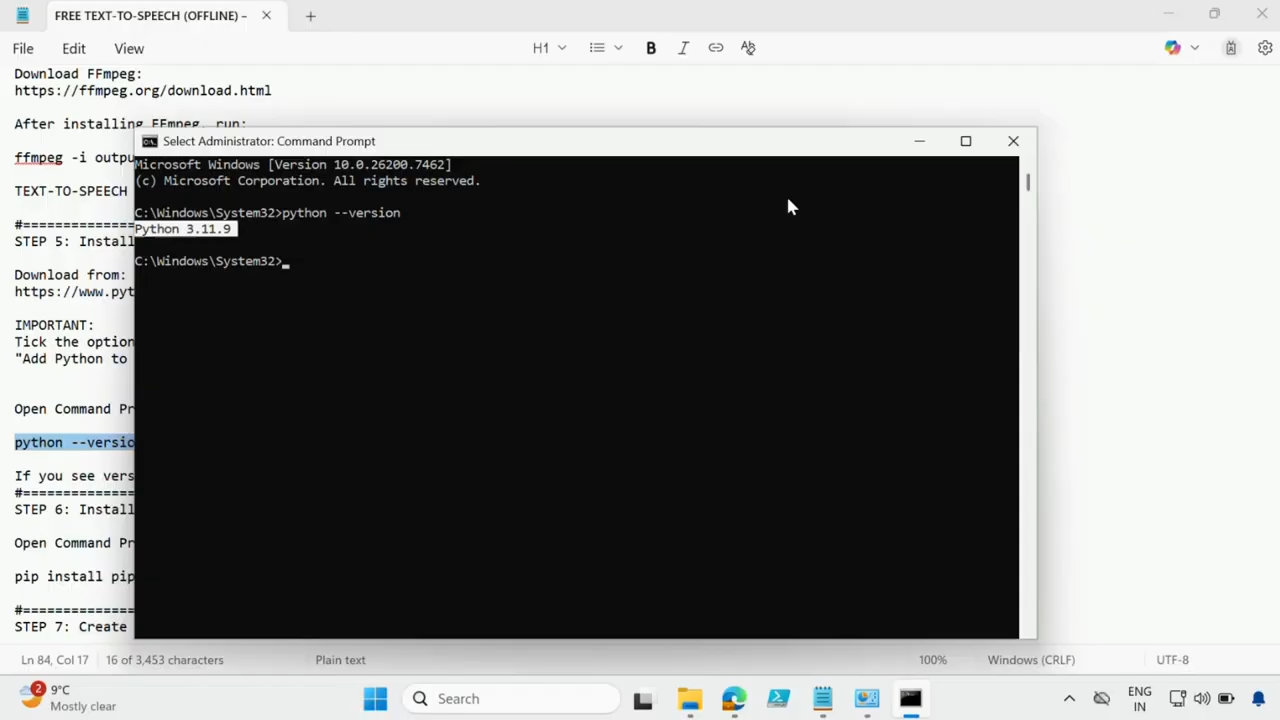 FREE TEXT-TO-SPEECH (OFFLINE) –
File Edit View H1
Download FFmpeg:
https://ffmpeg.org/download.html
After installing FFmpeg, run:
ffmpeg -i outpu
TEXT-TO-SPEECH
#==============
STEP 5: Install
Download from:
https://www.pyt
IMPORTANT:
Tick the option
"Add Python to
Open Command Pr
python --versio
If you see vers
#==============
STEP 6: Install
Open Command Pr
pip install pip
#==============
STEP 7: Create
Select Administrator: Command Prompt
Microsoft Windows [Version 10.0.26200.7462]
(c) Microsoft Corporation. All rights reserved.
C:\Windows\System32>python --version
Python 3.11.9
C:\Windows\System32>_
Ln 84, Col 17 16 of 3,453 characters Plain text 100% Windows (CRLF) UTF-8
2 9°C
Mostly clear
Search
ENG
IN